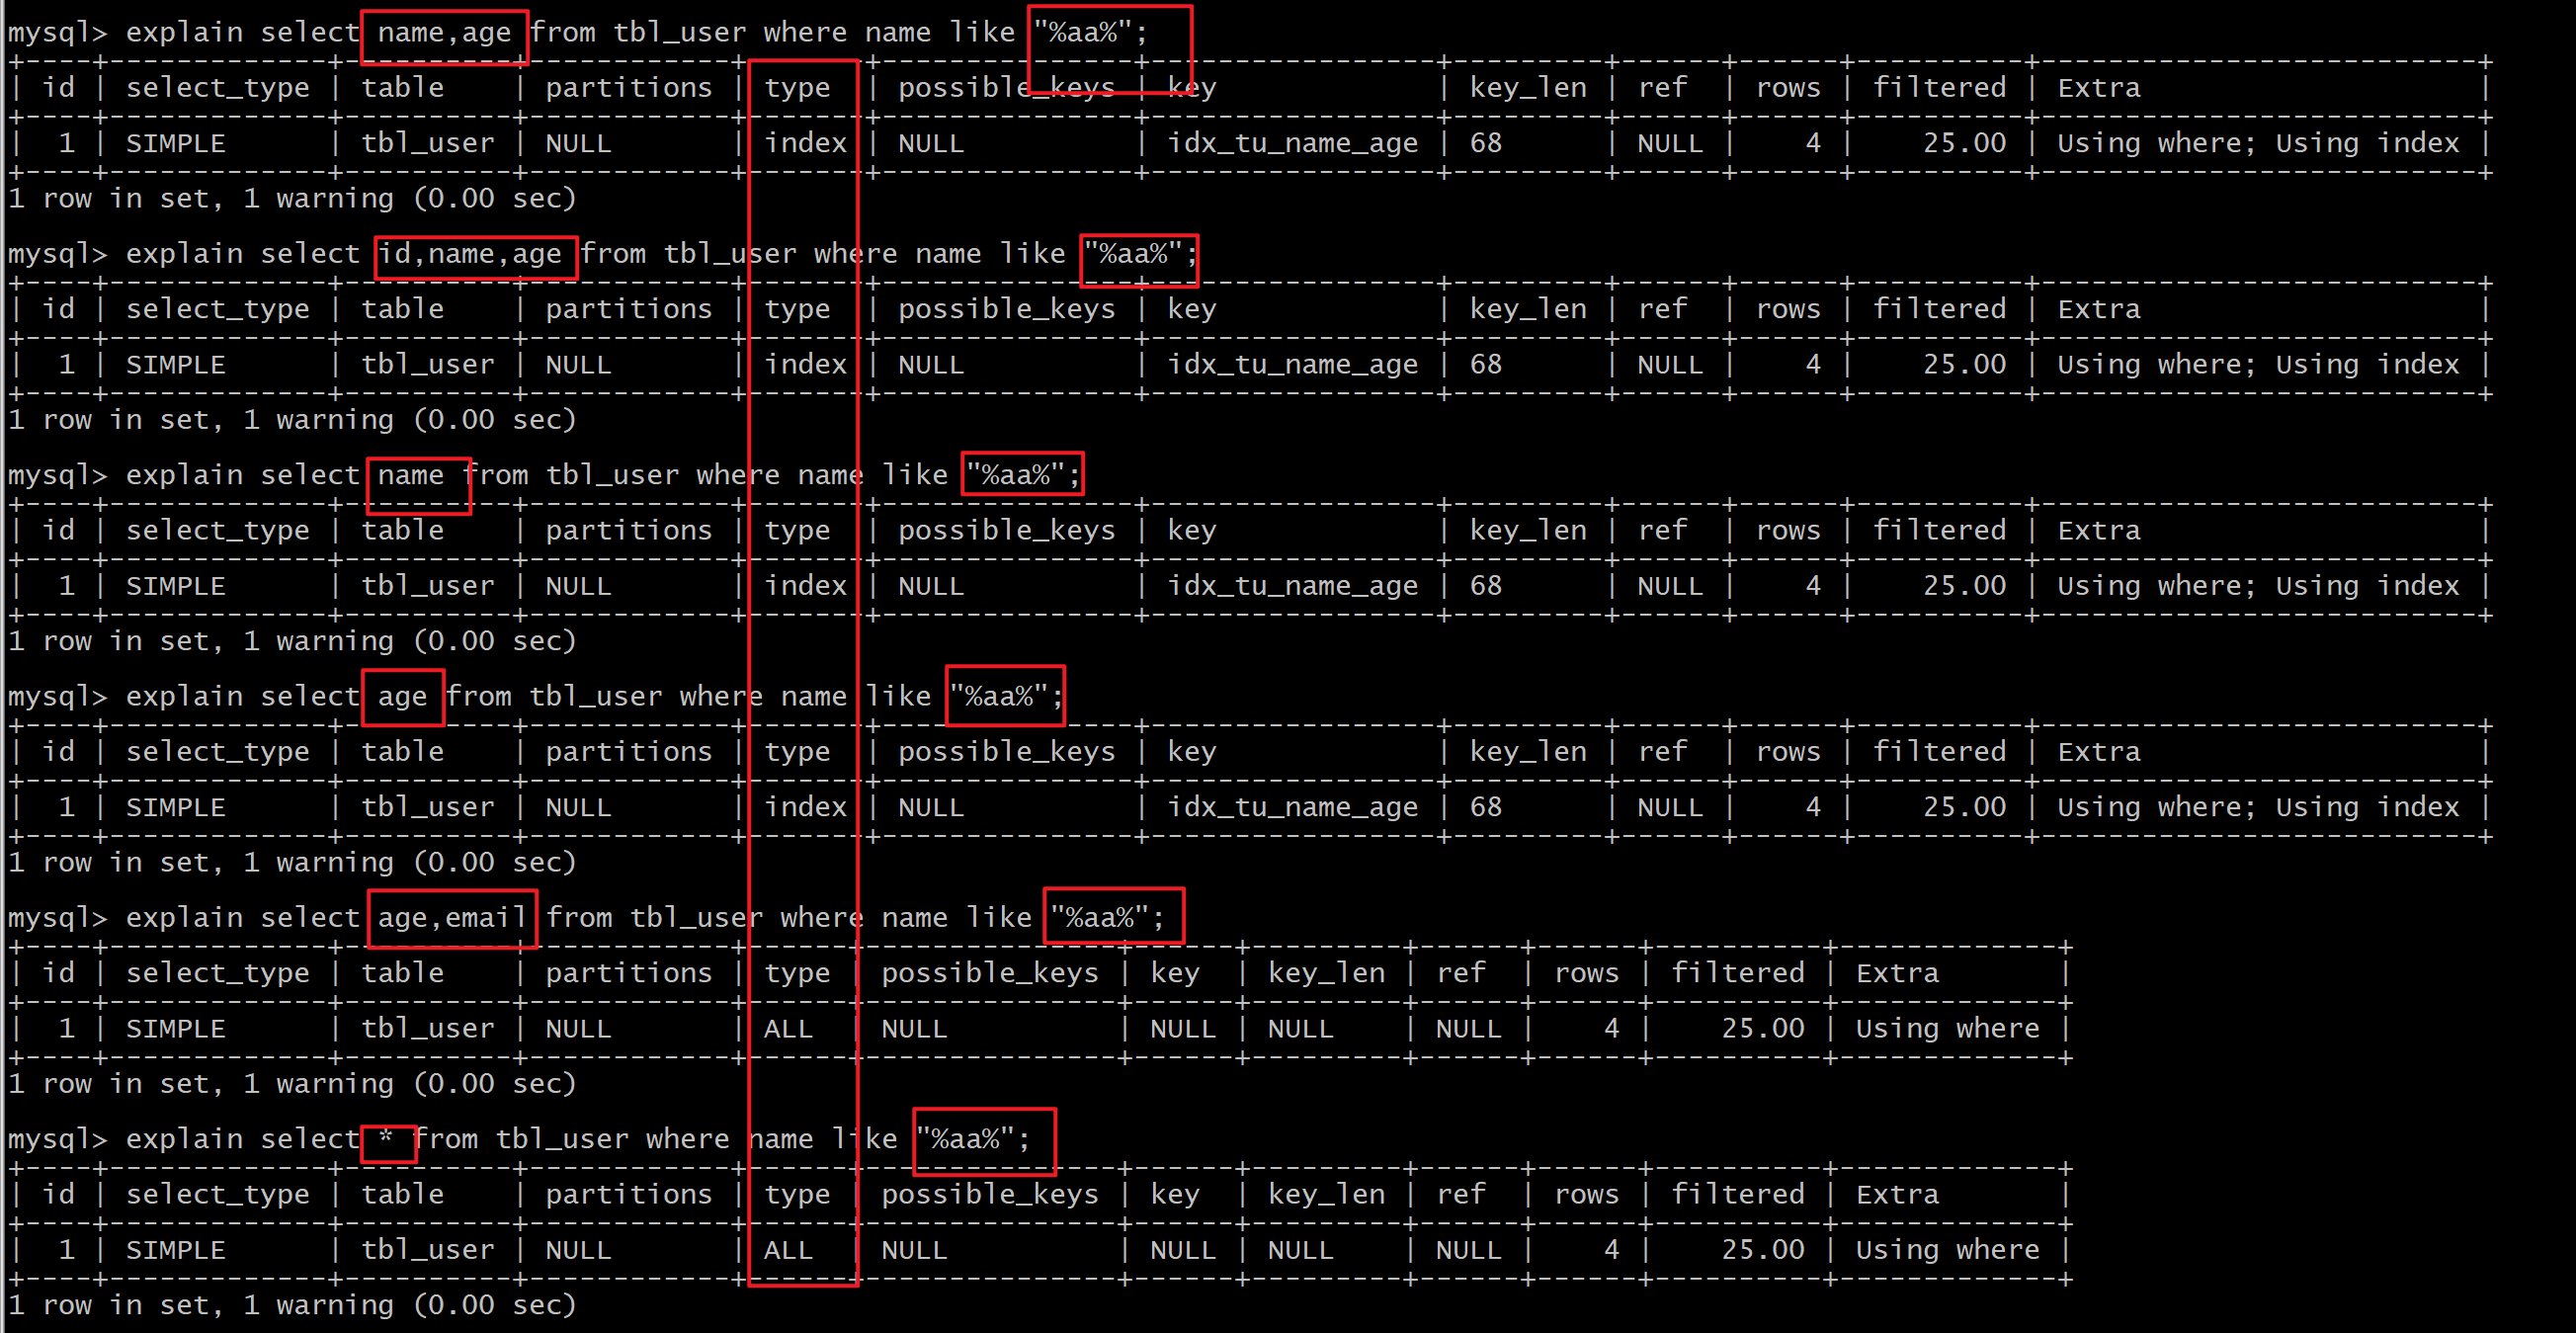 mysql> explain select name,age from tbl_user where name like "%aa%";
+----+-------------+----------+------------+-------+---------------+-----------------+---------+------+------+----------+--------------------------+
| id | select_type | table    | partitions | type  | possible_keys | key             | key_len | ref  | rows | filtered | Extra                    |
+----+-------------+----------+------------+-------+---------------+-----------------+---------+------+------+----------+--------------------------+
|  1 | SIMPLE      | tbl_user | NULL       | index | NULL          | idx_tu_name_age | 68      | NULL |    4 |    25.00 | Using where; Using index |
+----+-------------+----------+------------+-------+---------------+-----------------+---------+------+------+----------+--------------------------+
1 row in set, 1 warning (0.00 sec)
mysql> explain select id,name,age from tbl_user where name like "%aa%";
+----+-------------+----------+------------+-------+---------------+-----------------+---------+------+------+----------+--------------------------+
| id | select_type | table    | partitions | type  | possible_keys | key             | key_len | ref  | rows | filtered | Extra                    |
+----+-------------+----------+------------+-------+---------------+-----------------+---------+------+------+----------+--------------------------+
|  1 | SIMPLE      | tbl_user | NULL       | index | NULL          | idx_tu_name_age | 68      | NULL |    4 |    25.00 | Using where; Using index |
+----+-------------+----------+------------+-------+---------------+-----------------+---------+------+------+----------+--------------------------+
1 row in set, 1 warning (0.00 sec)
mysql> explain select name from tbl_user where name like "%aa%";
+----+-------------+----------+------------+-------+---------------+-----------------+---------+------+------+----------+--------------------------+
| id | select_type | table    | partitions | type  | possible_keys | key             | key_len | ref  | rows | filtered | Extra                    |
+----+-------------+----------+------------+-------+---------------+-----------------+---------+------+------+----------+--------------------------+
|  1 | SIMPLE      | tbl_user | NULL       | index | NULL          | idx_tu_name_age | 68      | NULL |    4 |    25.00 | Using where; Using index |
+----+-------------+----------+------------+-------+---------------+-----------------+---------+------+------+----------+--------------------------+
1 row in set, 1 warning (0.00 sec)
mysql> explain select age from tbl_user where name like "%aa%";
+----+-------------+----------+------------+-------+---------------+-----------------+---------+------+------+----------+--------------------------+
| id | select_type | table    | partitions | type  | possible_keys | key             | key_len | ref  | rows | filtered | Extra                    |
+----+-------------+----------+------------+-------+---------------+-----------------+---------+------+------+----------+--------------------------+
|  1 | SIMPLE      | tbl_user | NULL       | index | NULL          | idx_tu_name_age | 68      | NULL |    4 |    25.00 | Using where; Using index |
+----+-------------+----------+------------+-------+---------------+-----------------+---------+------+------+----------+--------------------------+
1 row in set, 1 warning (0.00 sec)
mysql> explain select age,email from tbl_user where name like "%aa%";
+----+-------------+----------+------------+------+---------------+------+---------+------+------+----------+-------------+
| id | select_type | table    | partitions | type | possible_keys | key  | key_len | ref  | rows | filtered | Extra       |
+----+-------------+----------+------------+------+---------------+------+---------+------+------+----------+-------------+
|  1 | SIMPLE      | tbl_user | NULL       | ALL  | NULL          | NULL | NULL    | NULL |    4 |    25.00 | Using where |
+----+-------------+----------+------------+------+---------------+------+---------+------+------+----------+-------------+
1 row in set, 1 warning (0.00 sec)
mysql> explain select * from tbl_user where name like "%aa%";
+----+-------------+----------+------------+------+---------------+------+---------+------+------+----------+-------------+
| id | select_type | table    | partitions | type | possible_keys | key  | key_len | ref  | rows | filtered | Extra       |
+----+-------------+----------+------------+------+---------------+------+---------+------+------+----------+-------------+
|  1 | SIMPLE      | tbl_user | NULL       | ALL  | NULL          | NULL | NULL    | NULL |    4 |    25.00 | Using where |
+----+-------------+----------+------------+------+---------------+------+---------+------+------+----------+-------------+
1 row in set, 1 warning (0.00 sec)